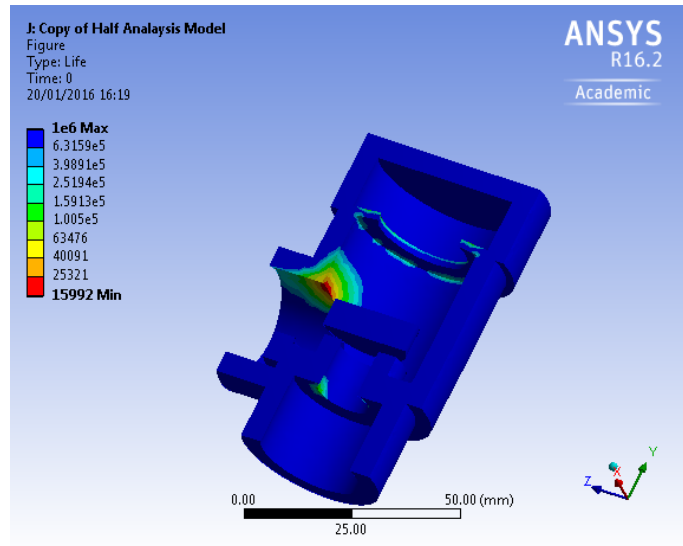 J: Copy of Half Analaysis Model
Figure
Type: Life
Time: 0
20/01/2016 16:19
ANSYS
R16.2
Academic
1e6 Max
6.3159e5
3.9891e5
2.5194e5
1.5913e5
1.005e5
63476
40091
25321
15992 Min
0.00
50.00 (mm)
25.00
Y
Z
X